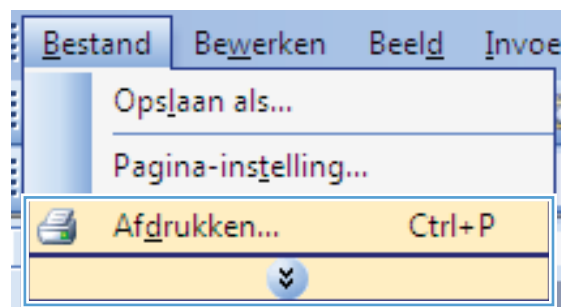 Bestand Bewerken Beeld Invoe
Opslaan als...
Pagina-instelling...
Afdrukken... Ctrl+P